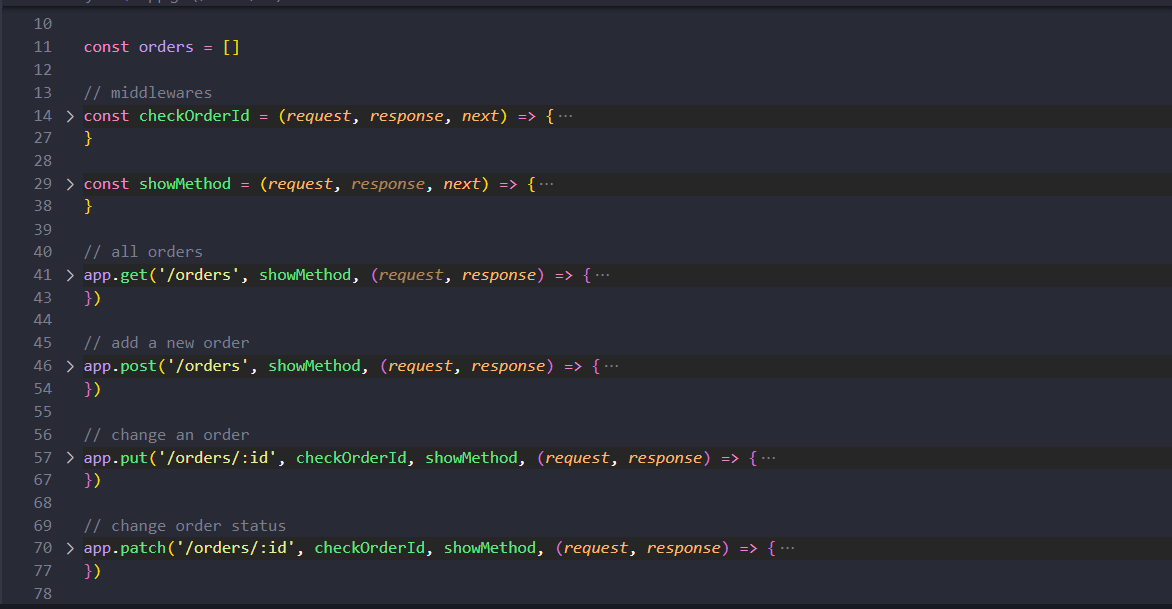 10
11 const orders = []
12
13 // middlewares
14 > const checkOrderId = (request, response, next) => { ···
27 }
28
29 > const showMethod = (request, response, next) => { ···
38 }
39
40 // all orders
41 > app.get('/orders', showMethod, (request, response) => { ···
43 })
44
45 // add a new order
46 > app.post('/orders', showMethod, (request, response) => { ···
54 })
55
56 // change an order
57 > app.put('/orders/:id', checkOrderId, showMethod, (request, response) => { ···
67 })
68
69 // change order status
70 > app.patch('/orders/:id', checkOrderId, showMethod, (request, response) => { ···
77 })
78